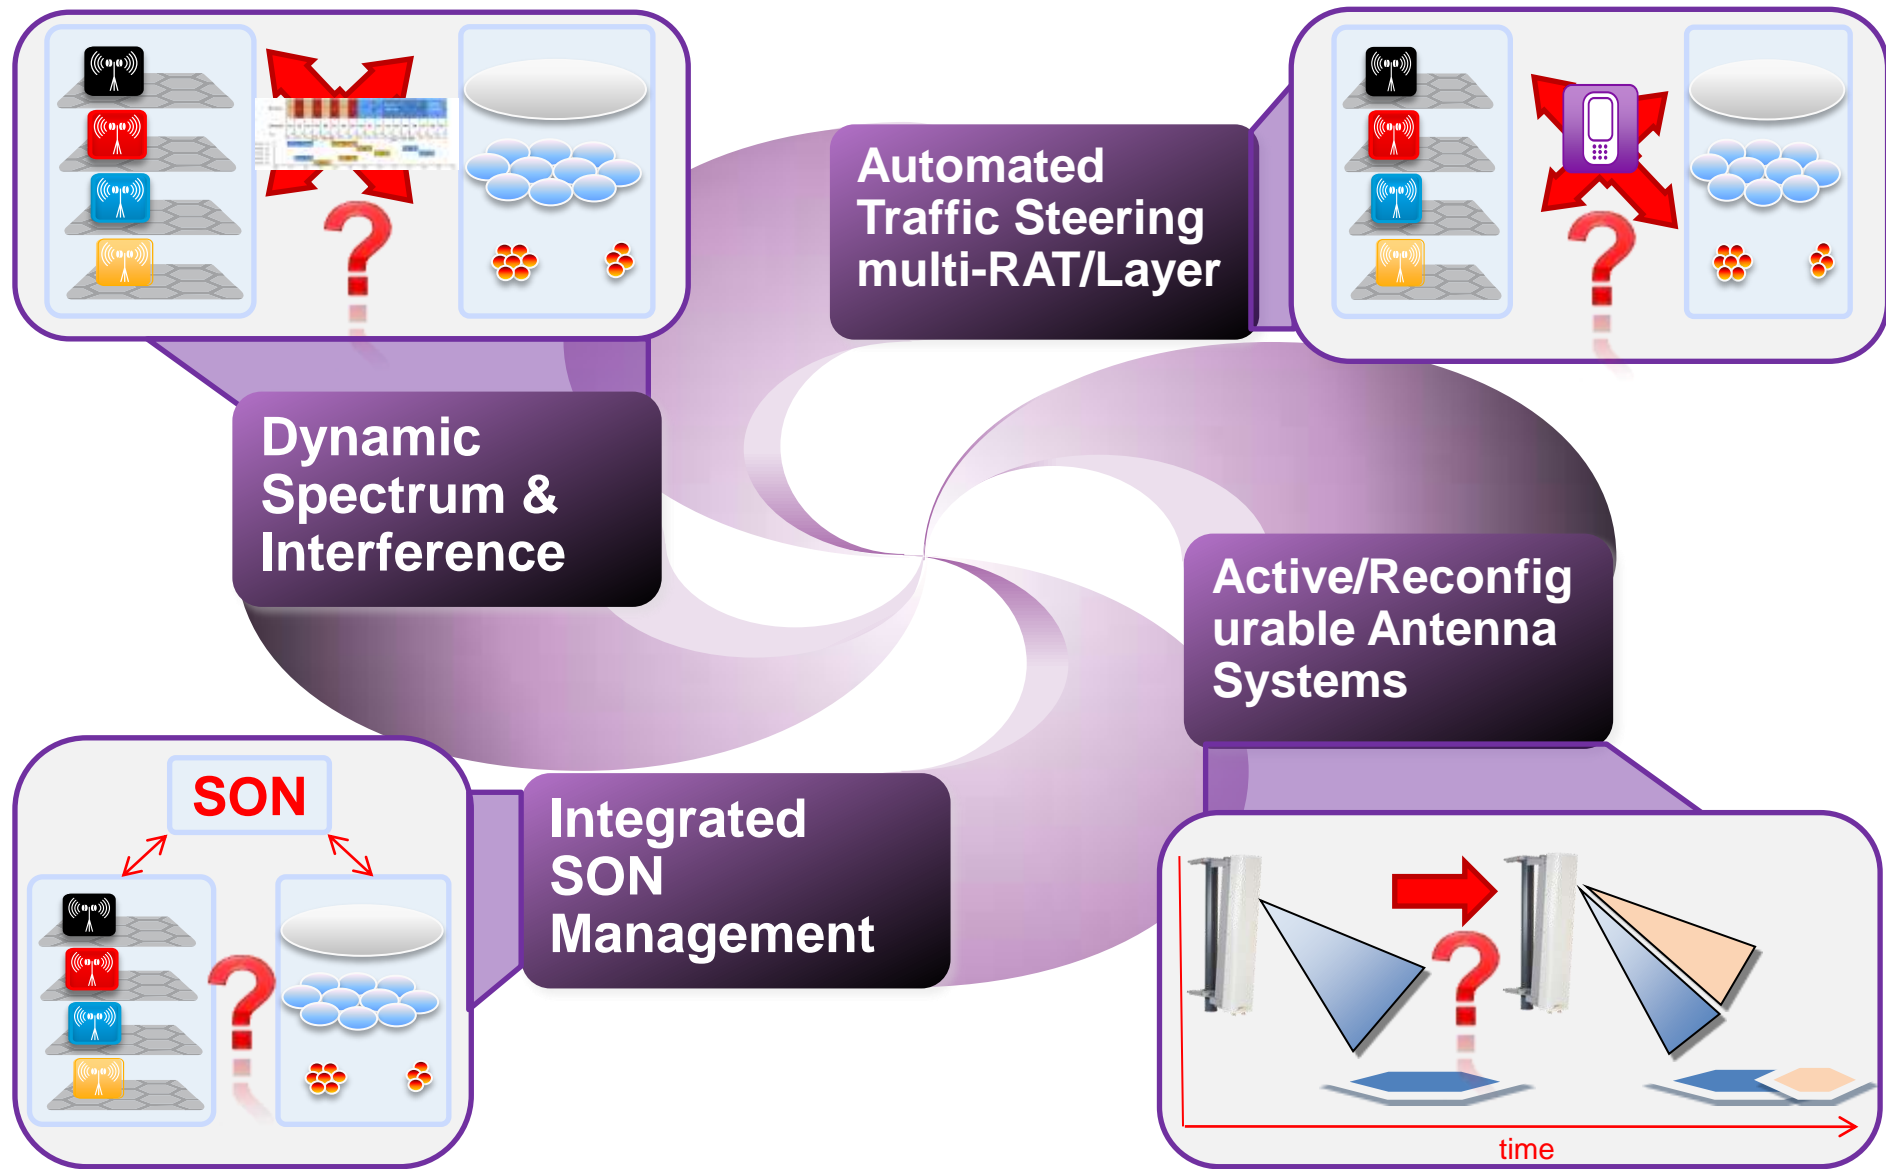 Automated
Traffic Steering
multi-RAT/Layer
Dynamic
Spectrum &
Interference
Active/Reconfig
urable Antenna
Systems
SON
Integrated
SON
Management
time